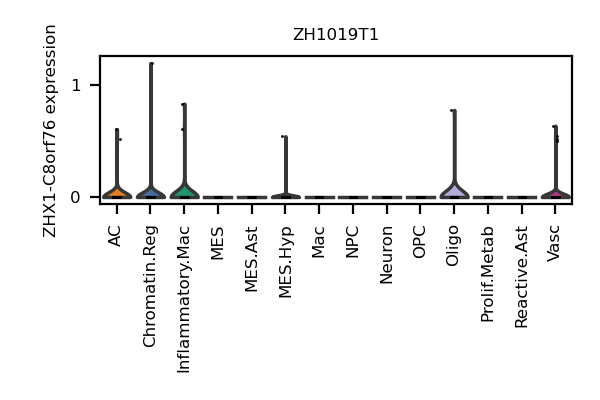 ZH1019T1
ZHX1-C8orf76 expression
1
0
AC
Chromatin.Reg
Inflammatory.Mac
MES
MES.Ast
MES.Hyp
Mac
NPC
Neuron
OPC
Oligo
Prolif.Metab
Reactive.Ast
Vasc